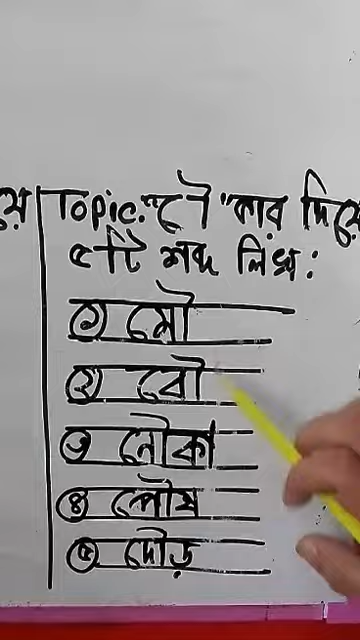 য়ে Topic:"ৌ"কার দিয়ে
৫টি শব্দ লিখ:
১ মৌ
২ বৌ
৩ নৌকা
৪ পৌষ
৫ দৌড়